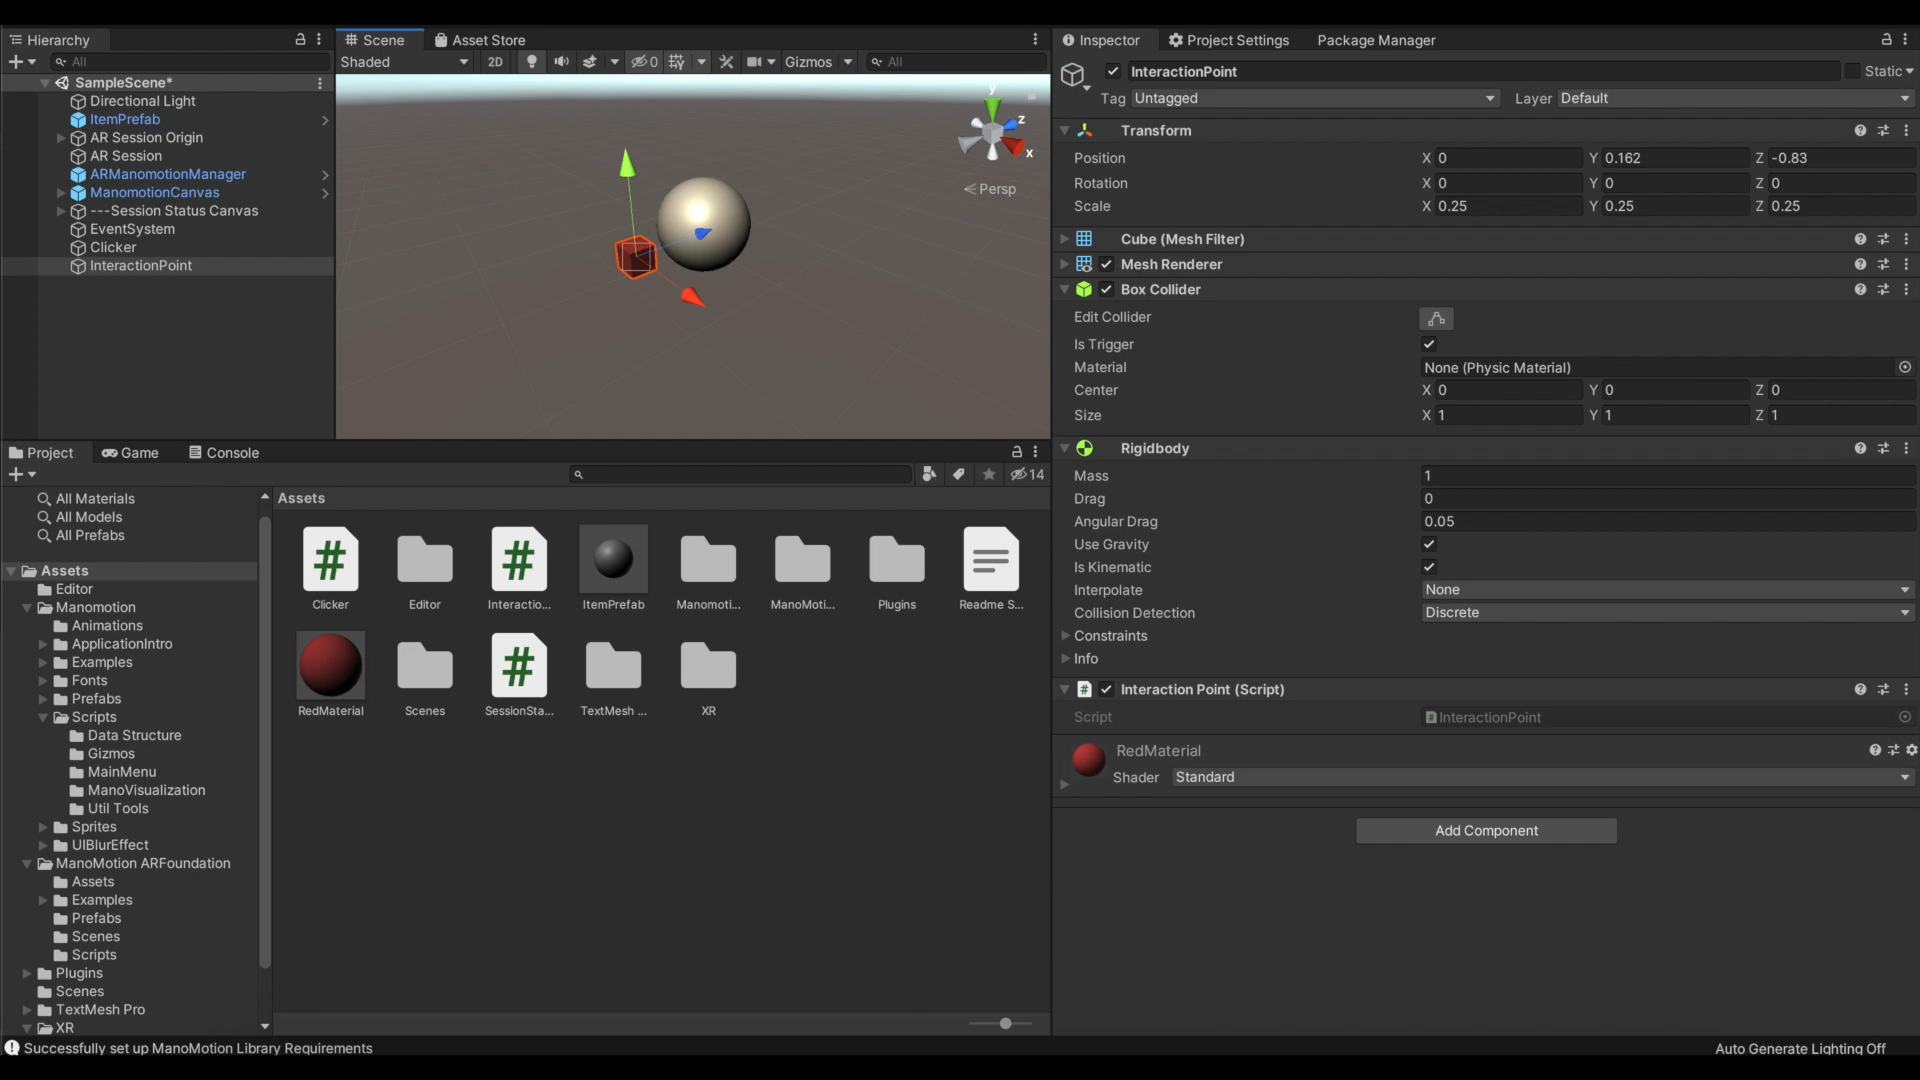 Hierarchy
All
SampleScene*
Directional Light
ItemPrefab
AR Session Origin
AR Session
ARManomotionManager
ManomotionCanvas
---Session Status Canvas
EventSystem
Clicker
InteractionPoint
Scene
Asset Store
Shaded
2D
0
Gizmos
All
y
z
x
Persp
Project
Game
Console
14
All Materials
All Models
All Prefabs
Assets
Editor
Manomotion
Animations
ApplicationIntro
Examples
Fonts
Prefabs
Scripts
Data Structure
Gizmos
MainMenu
ManoVisualization
Util Tools
Sprites
UIBlurEffect
ManoMotion ARFoundation
Assets
Examples
Prefabs
Scenes
Scripts
Plugins
Scenes
TextMesh Pro
XR
Assets
Clicker
Editor
Interactio...
ItemPrefab
Manomoti...
ManoMoti...
Plugins
Readme S...
RedMaterial
Scenes
SessionSta...
TextMesh ...
XR
Inspector
Project Settings
Package Manager
InteractionPoint
Static
Tag Untagged
Layer Default
Transform
Position X 0 Y 0.162 Z -0.83
Rotation X 0 Y 0 Z 0
Scale X 0.25 Y 0.25 Z 0.25
Cube (Mesh Filter)
Mesh Renderer
Box Collider
Edit Collider
Is Trigger
Material None (Physic Material)
Center X 0 Y 0 Z 0
Size X 1 Y 1 Z 1
Rigidbody
Mass 1
Drag 0
Angular Drag 0.05
Use Gravity
Is Kinematic
Interpolate None
Collision Detection Discrete
Constraints
Info
# Interaction Point (Script)
Script InteractionPoint
RedMaterial
Shader Standard
Add Component
Successfully set up ManoMotion Library Requirements
Auto Generate Lighting Off